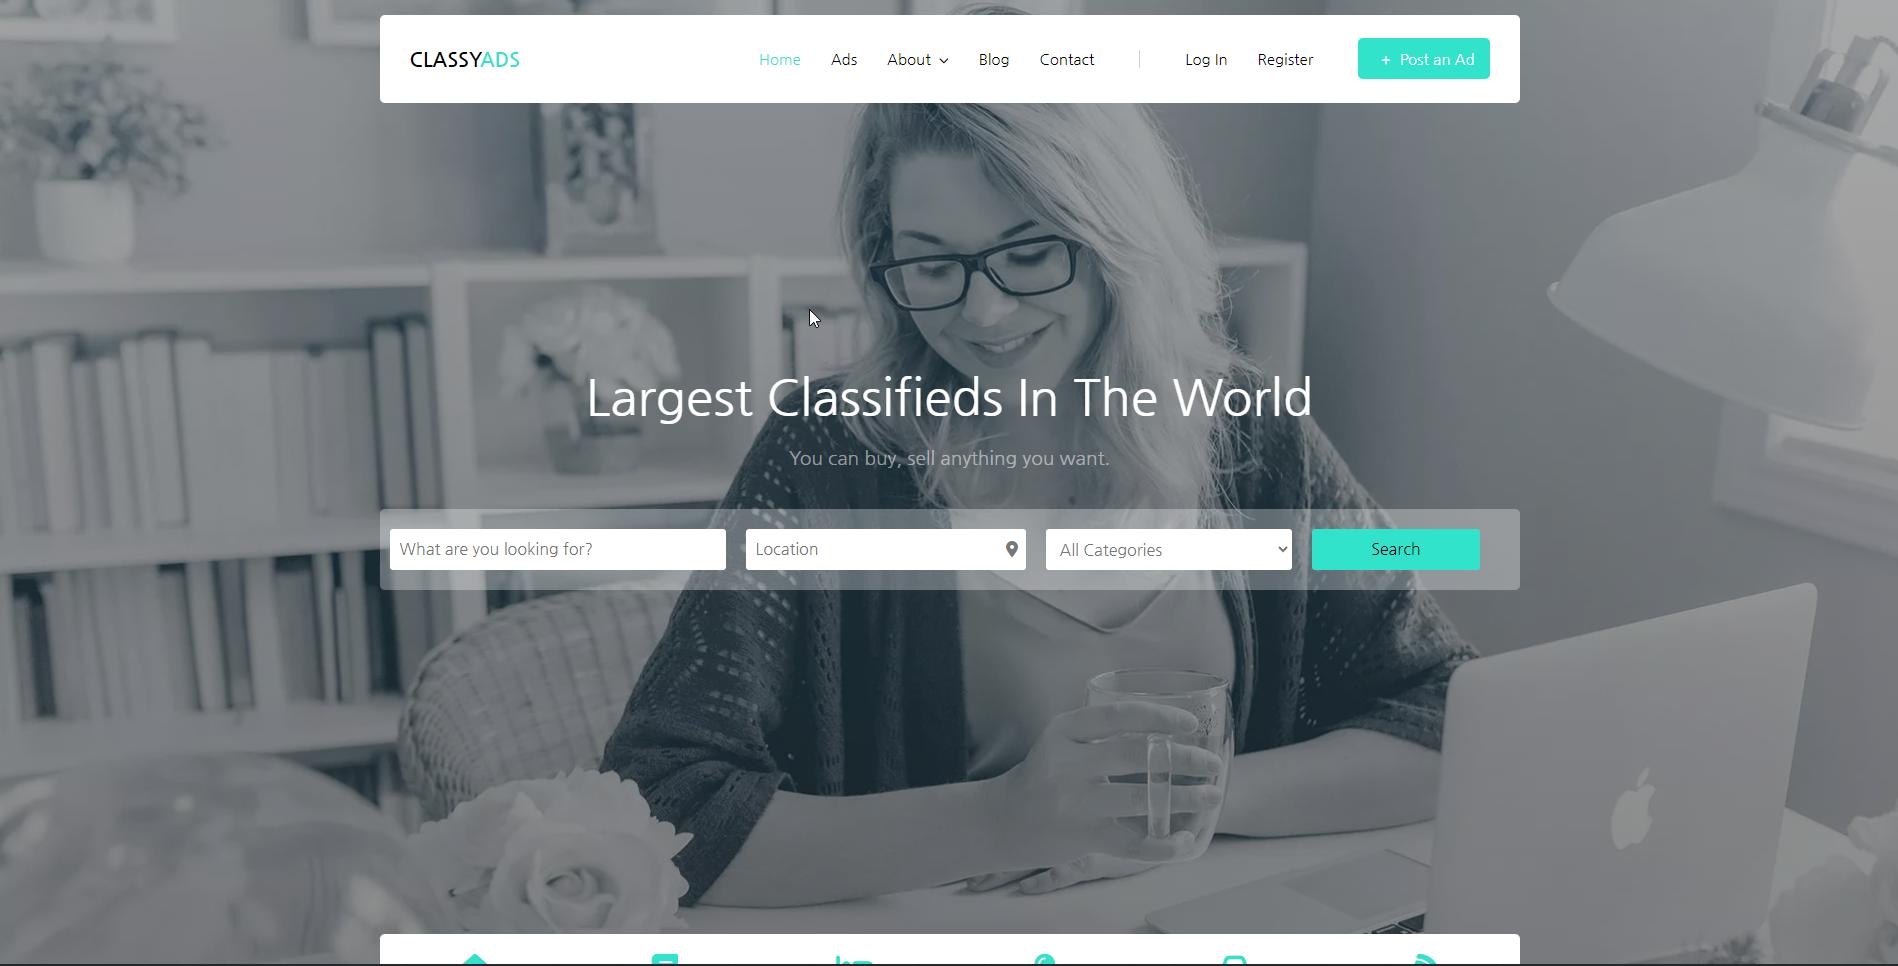 CLASSYADS
Home Ads About Blog Contact Log In Register + Post an Ad
Largest Classifieds In The World
You can buy, sell anything you want.
What are you looking for? Location All Categories Search